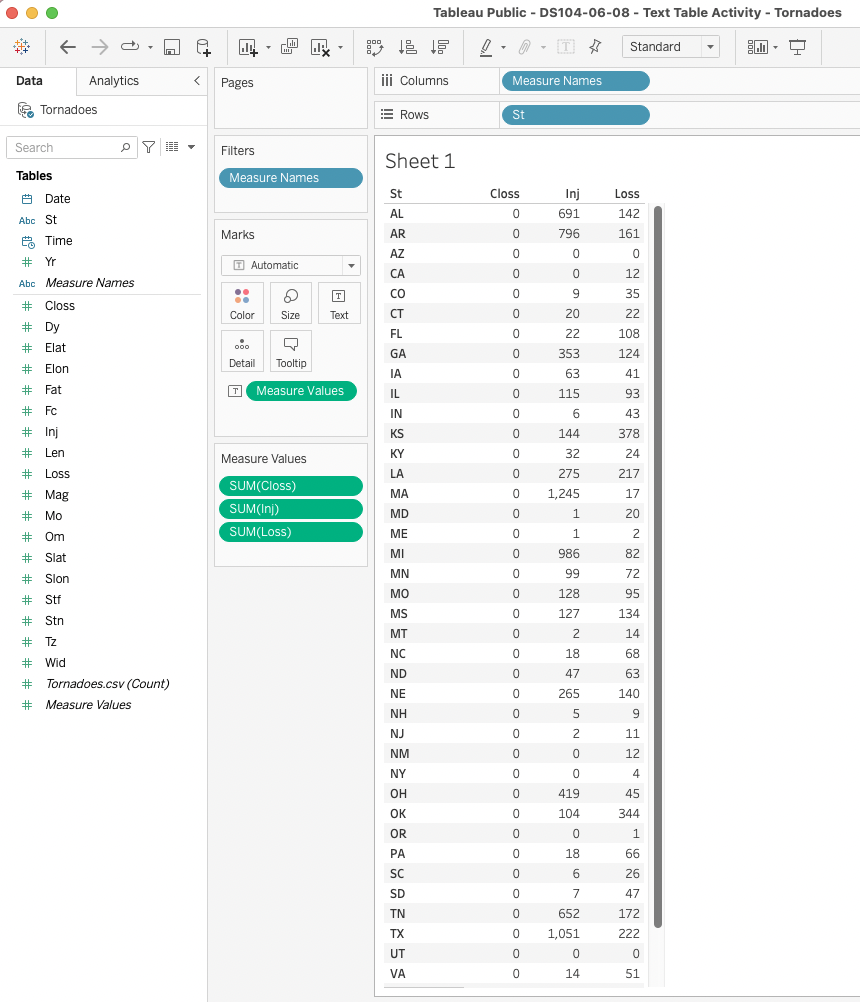 Tableau Public - DS104-06-08 - Text Table Activity - Tornadoes
Standard
Data Analytics
Tornadoes
Search
Tables
Date
Abc St
Time
Yr
Abc Measure Names
Closs
Dy
Elat
Elon
Fat
Fc
Inj
Len
Loss
Mag
Mo
Om
Slat
Slon
Stf
Stn
Tz
Wid
Tornadoes.csv (Count)
Measure Values
Pages
Filters
Measure Names
Marks
T Automatic
Color Size Text
Detail Tooltip
T Measure Values
Measure Values
SUM(Closs)
SUM(Inj)
SUM(Loss)
Columns Measure Names
Rows St
Sheet 1
St Closs Inj Loss
AL 0 691 142
AR 0 796 161
AZ 0 0 0
CA 0 0 12
CO 0 9 35
CT 0 20 22
FL 0 22 108
GA 0 353 124
IA 0 63 41
IL 0 115 93
IN 0 6 43
KS 0 144 378
KY 0 32 24
LA 0 275 217
MA 0 1,245 17
MD 0 1 20
ME 0 1 2
MI 0 986 82
MN 0 99 72
MO 0 128 95
MS 0 127 134
MT 0 2 14
NC 0 18 68
ND 0 47 63
NE 0 265 140
NH 0 5 9
NJ 0 2 11
NM 0 0 12
NY 0 0 4
OH 0 419 45
OK 0 104 344
OR 0 0 1
PA 0 18 66
SC 0 6 26
SD 0 7 47
TN 0 652 172
TX 0 1,051 222
UT 0 0 0
VA 0 14 51